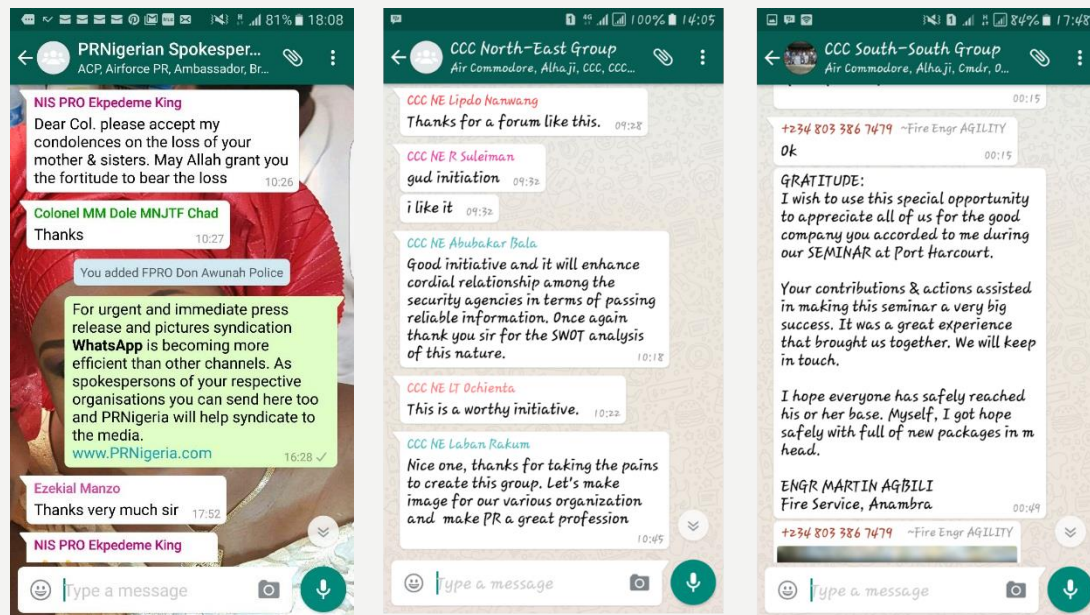 81% 18:08
PRNigerian Spokesper...
ACP, Airforce PR, Ambassador, Br...
NIS PRO Ekpedeme King
Dear Col. please accept my
condolences on the loss of your
mother & sisters. May Allah grant you
the fortitude to bear the loss
10:26
Colonel MM Dole MNJTF Chad
Thanks
10:27
You added FPRO Don Awunah Police
For urgent and immediate press
release and pictures syndication
WhatsApp is becoming more
efficient than other channels. As
spokespersons of your respective
organisations you can send here too
and PRNigeria will help syndicate to
the media.
www.PRNigeria.com
16:28
Ezekial Manzo
Thanks very much sir
17:52
NIS PRO Ekpedeme King
Type a message
100% 14:05
CCC North-East Group
Air Commodore, Alhaji, CCC, CCC...
CCC NE Lipdo Nanwang
Thanks for a forum like this. 09:28
CCC NE R Suleiman
gud initiation 09:32
i like it 09:32
CCC NE Abubakar Bala
Good initiative and it will enhance
cordial relationship among the
security agencies in terms of passing
reliable information. Once again
thank you sir for the SWOT analysis
of this nature.
10:18
CCC NE LT Ochienta
This is a worthy initiative. 10:22
CCC NE Laban Rakum
Nice one, thanks for taking the pains
to create this group. Let's make
image for our various organization
and make PR a great profession
10:45
Type a message
84% 17:48
CCC South-South Group
Air Commodore, Alhaji, Cmdr, O...
00:15
+234 803 386 7479 ~Fire Engr AGILITY
Ok
00:15
GRATITUDE:
I wish to use this special opportunity
to appreciate all of us for the good
company you accorded to me during
our SEMINAR at Port Harcourt.
Your contributions & actions assisted
in making this seminar a very big
success. It was a great experience
that brought us together. We will keep
in touch.
I hope everyone has safely reached
his or her base. Myself, I got hope
safely with full of new packages in m
head.
ENGR MARTIN AGBILI
Fire Service, Anambra
00:49
+234 803 386 7479 ~Fire Engr AGILITY
Type a message